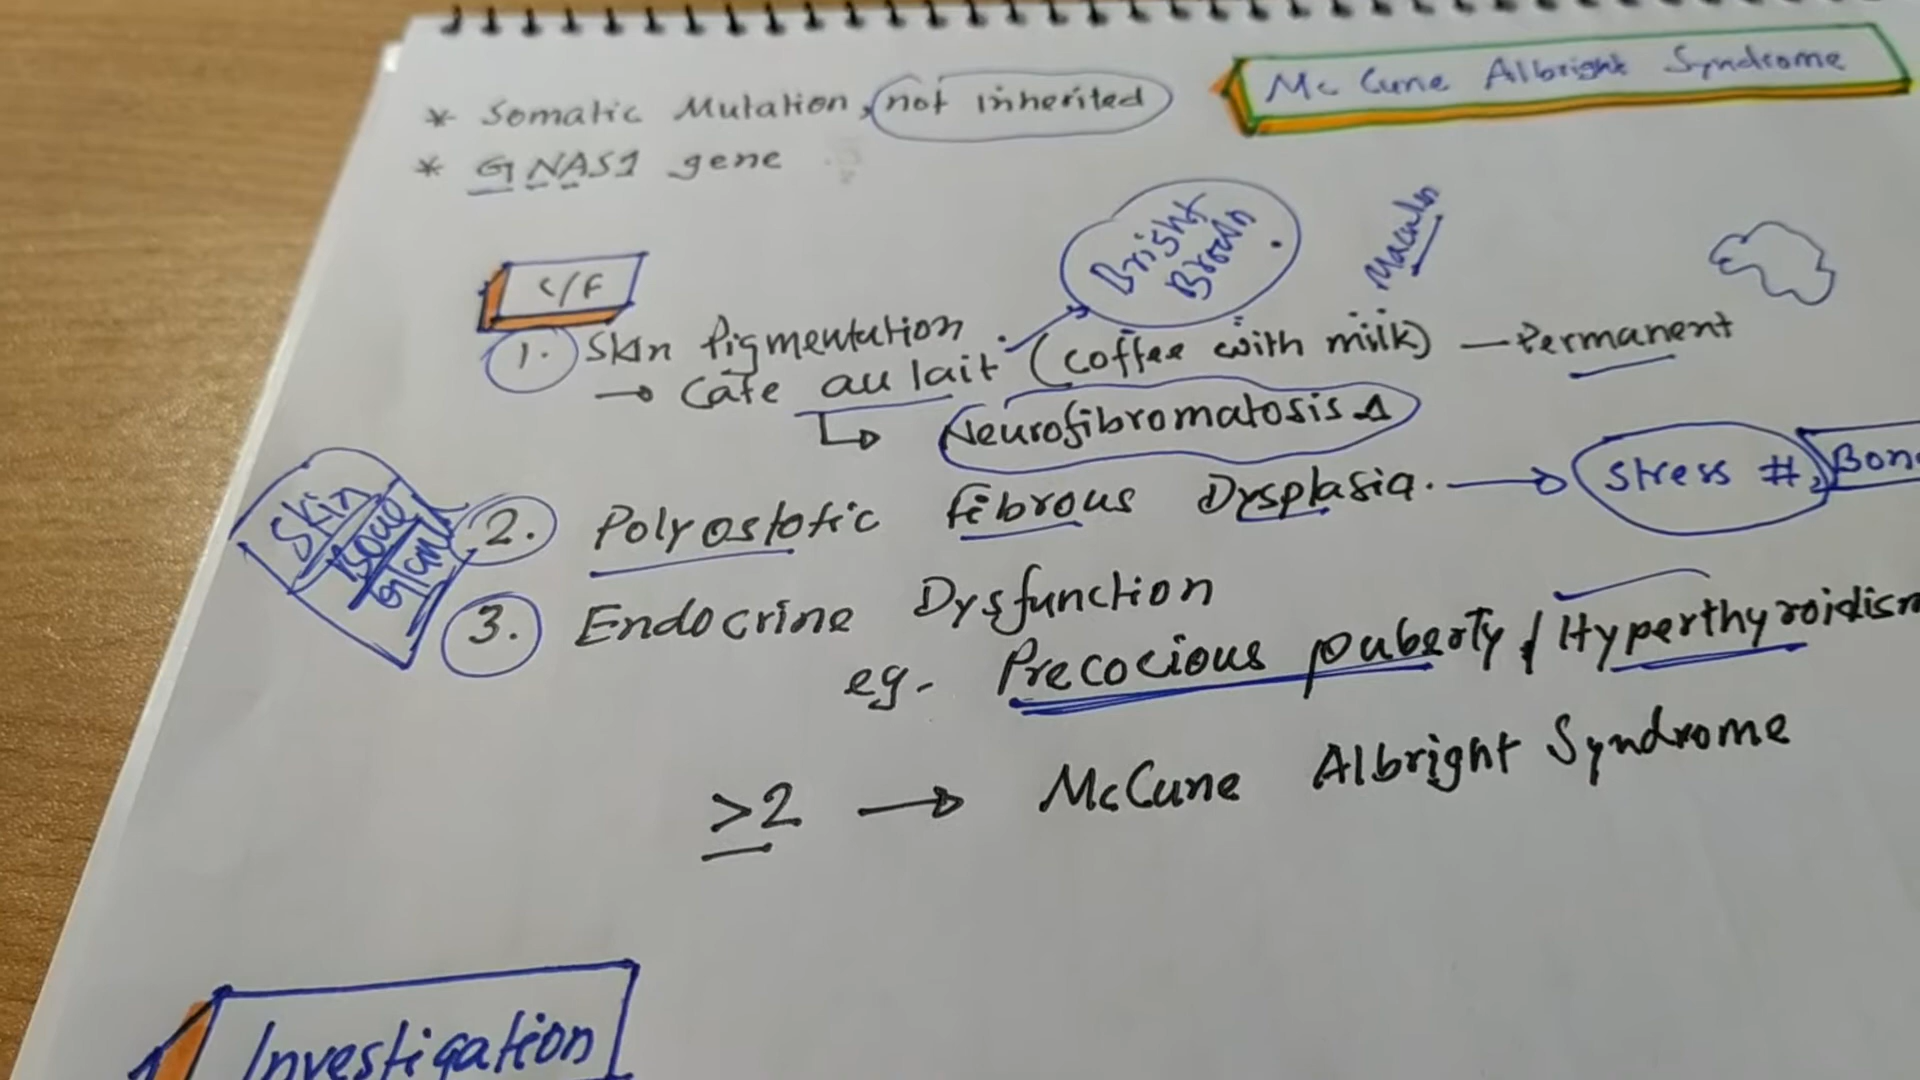 Mc Cune Albright Syndrome
* Somatic Mutation, not inherited
* GNAS1 gene
C/F
Bright Brown
Macules
1. Skin Pigmentation
→ Cafe au lait (coffee with milk) — Permanent
↳ Neurofibromatosis 1
Skin
Bone
Gland
2. Polyostotic fibrous Dysplasia. → Stress #, Bon
3. Endocrine Dysfunction
eg- Precocious puberty / Hyperthyroidism
≥2 → McCune Albright Syndrome
Investigation